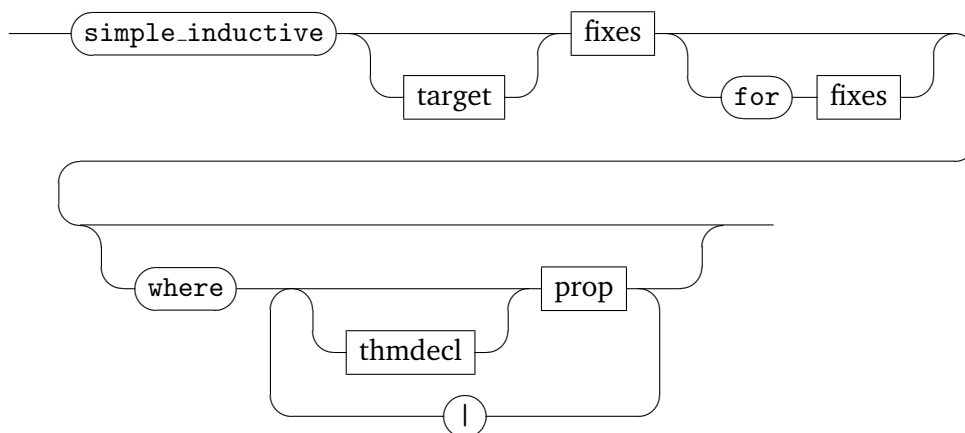 simple_inductive fixes
target for fixes
where prop
thmdecl
|